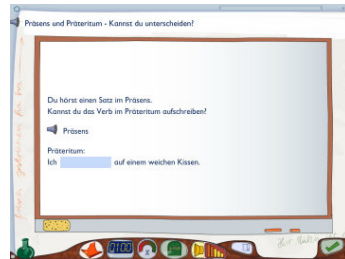 Präsens und Präteritum - Kannst du unterscheiden?
Du hörst einen Satz im Präsens.
Kannst du das Verb im Präteritum aufschreiben?
Präsens
Präteritum:
Ich auf einem weichen Kissen.
0100